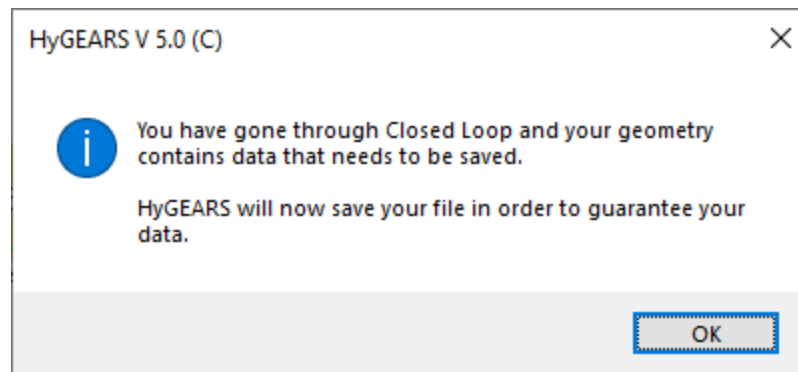 HyGEARS V 5.0 (C)
You have gone through Closed Loop and your geometry
contains data that needs to be saved.
HyGEARS will now save your file in order to guarantee your
data.
OK